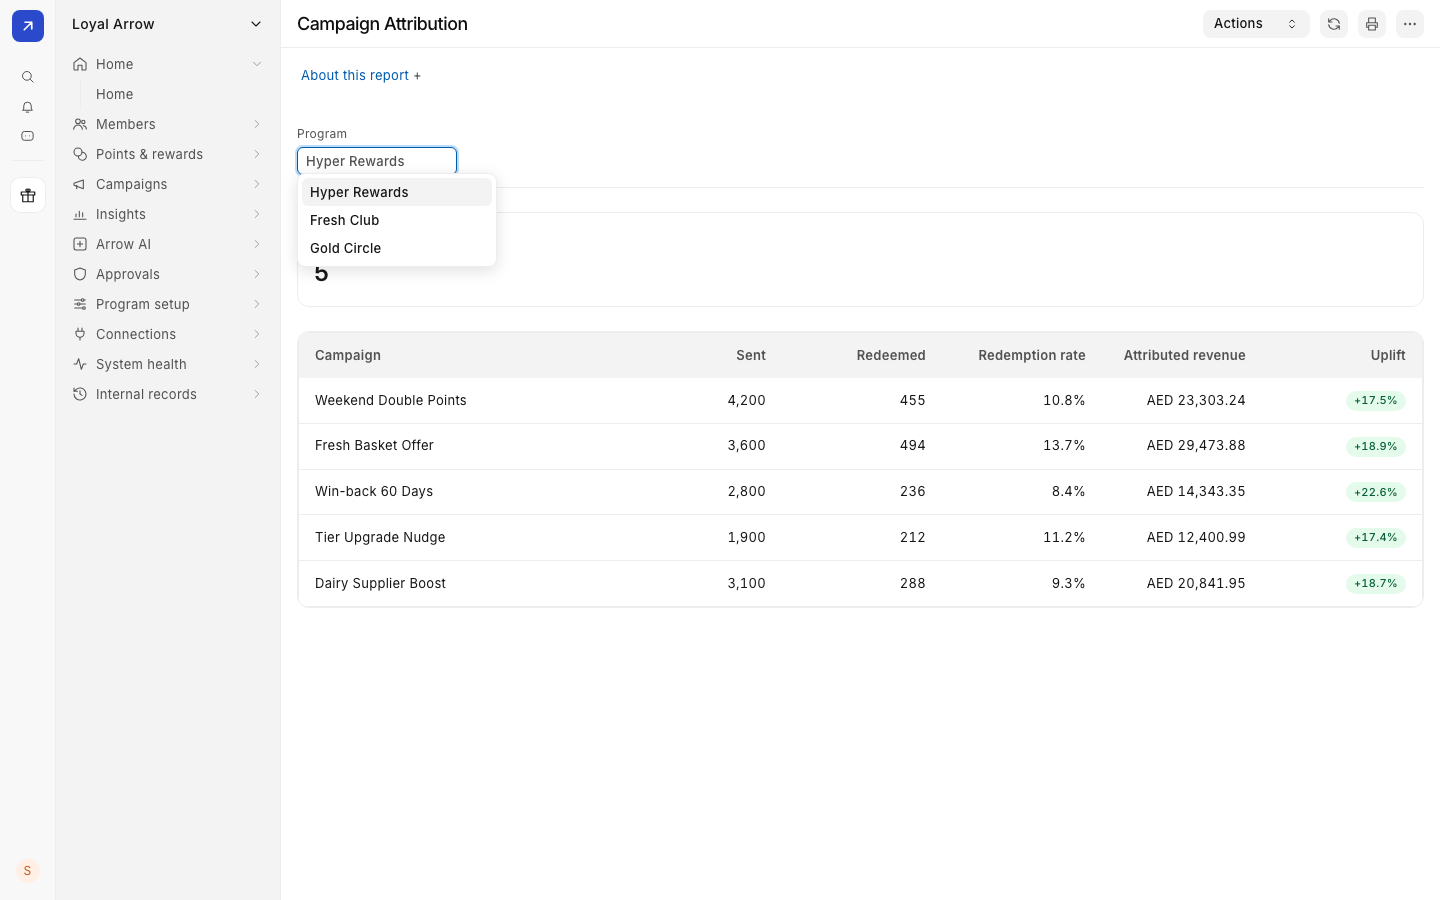 Loyal Arrow
Campaign Attribution
Actions
Home
Home
Members
Points & rewards
Campaigns
Insights
Arrow AI
Approvals
Program setup
Connections
System health
Internal records
S
About this report +
Program
Hyper Rewards
Hyper Rewards
Fresh Club
Gold Circle
5
Campaign Sent Redeemed Redemption rate Attributed revenue Uplift
Weekend Double Points 4,200 455 10.8% AED 23,303.24 +17.5%
Fresh Basket Offer 3,600 494 13.7% AED 29,473.88 +18.9%
Win-back 60 Days 2,800 236 8.4% AED 14,343.35 +22.6%
Tier Upgrade Nudge 1,900 212 11.2% AED 12,400.99 +17.4%
Dairy Supplier Boost 3,100 288 9.3% AED 20,841.95 +18.7%